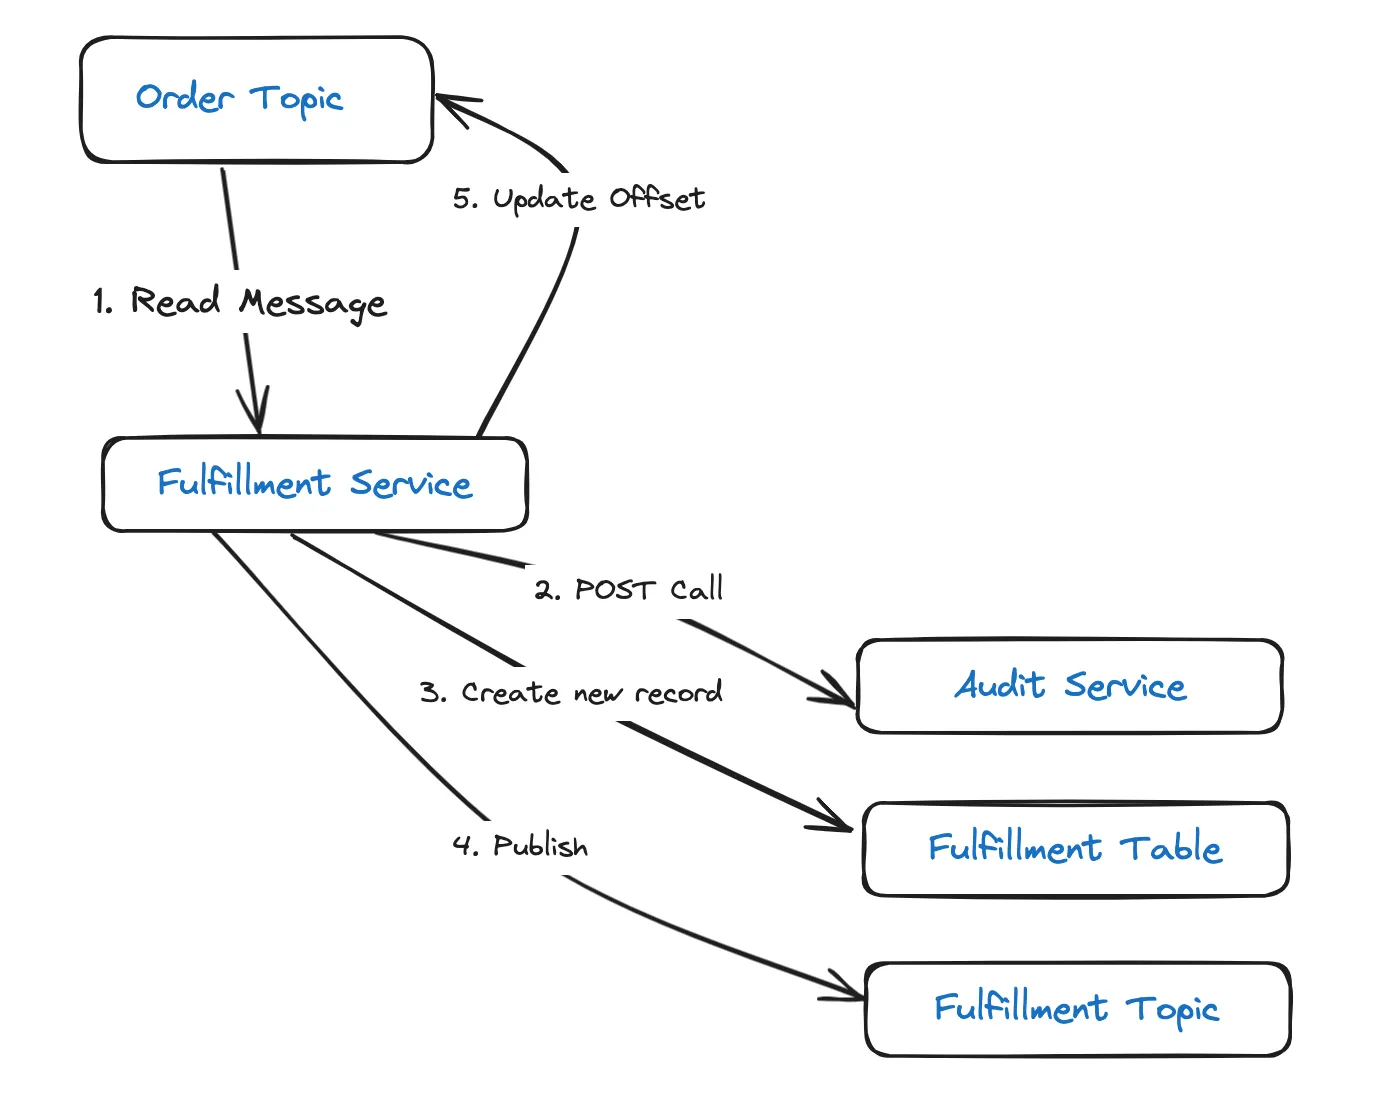 Order Topic
5. Update Offset
1. Read Message
Fulfillment Service
2. POST Call
Audit Service
3. Create new record
Fulfillment Table
4. Publish
Fulfillment Topic